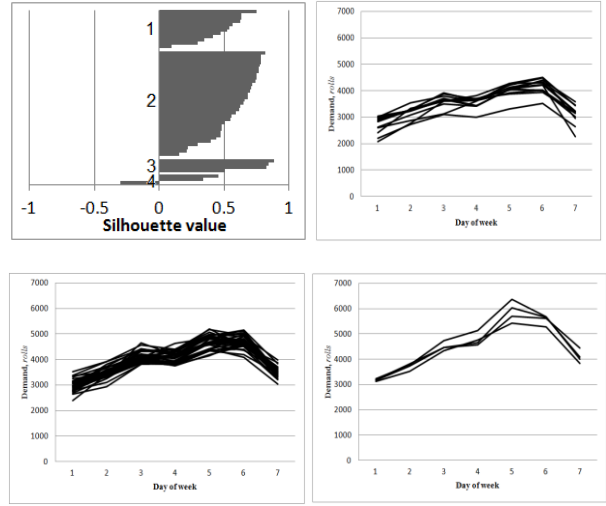 1
2
3
4
-1 -0.5 0 0.5 1
Silhouette value
7000
6000
5000
4000
3000
2000
1000
0
Demand, rolls
1 2 3 4 5 6 7
Day of week
7000
6000
5000
4000
3000
2000
1000
0
Demand, rolls
1 2 3 4 5 6 7
Day of week
7000
6000
5000
4000
3000
2000
1000
0
Demand, rolls
1 2 3 4 5 6 7
Day of week